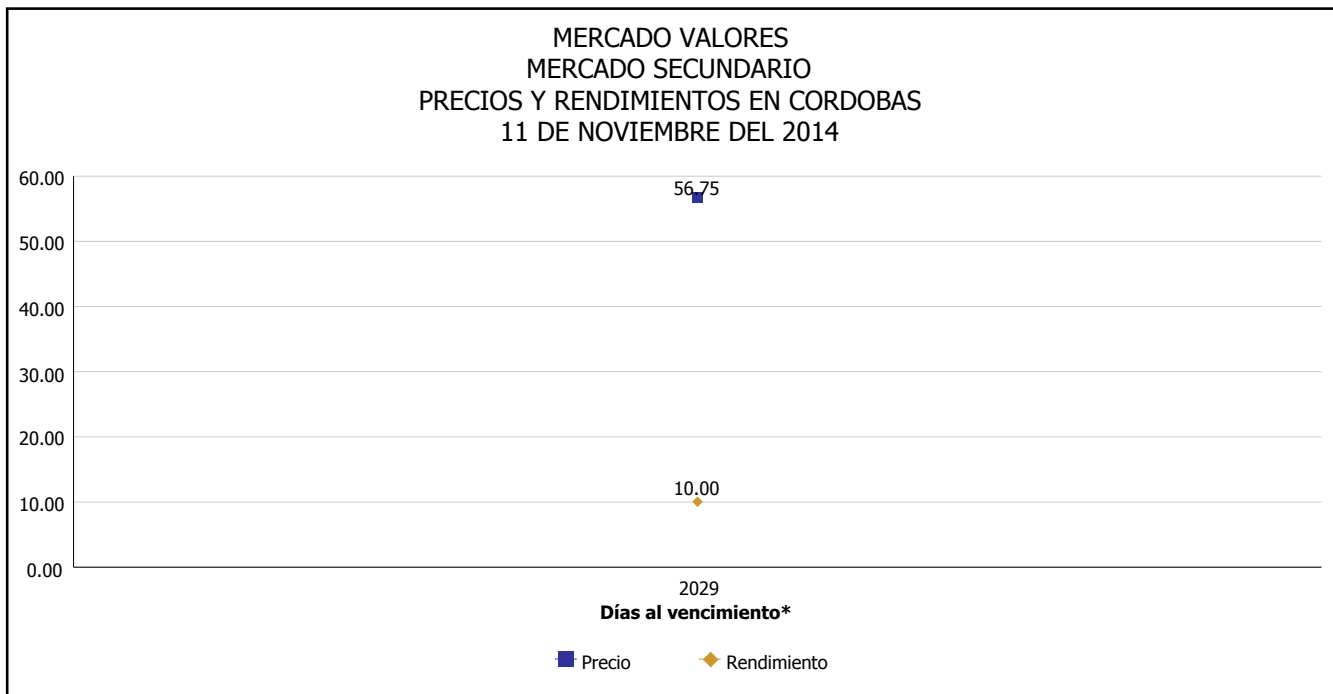 MERCADO VALORES
MERCADO SECUNDARIO
PRECIOS Y RENDIMIENTOS EN CORDOBAS
11 DE NOVIEMBRE DEL 2014
60.00
56.75
50.00
40.00
30.00
20.00
10.00
10.00
0.00
2029
Días al vencimiento*
Precio
Rendimiento